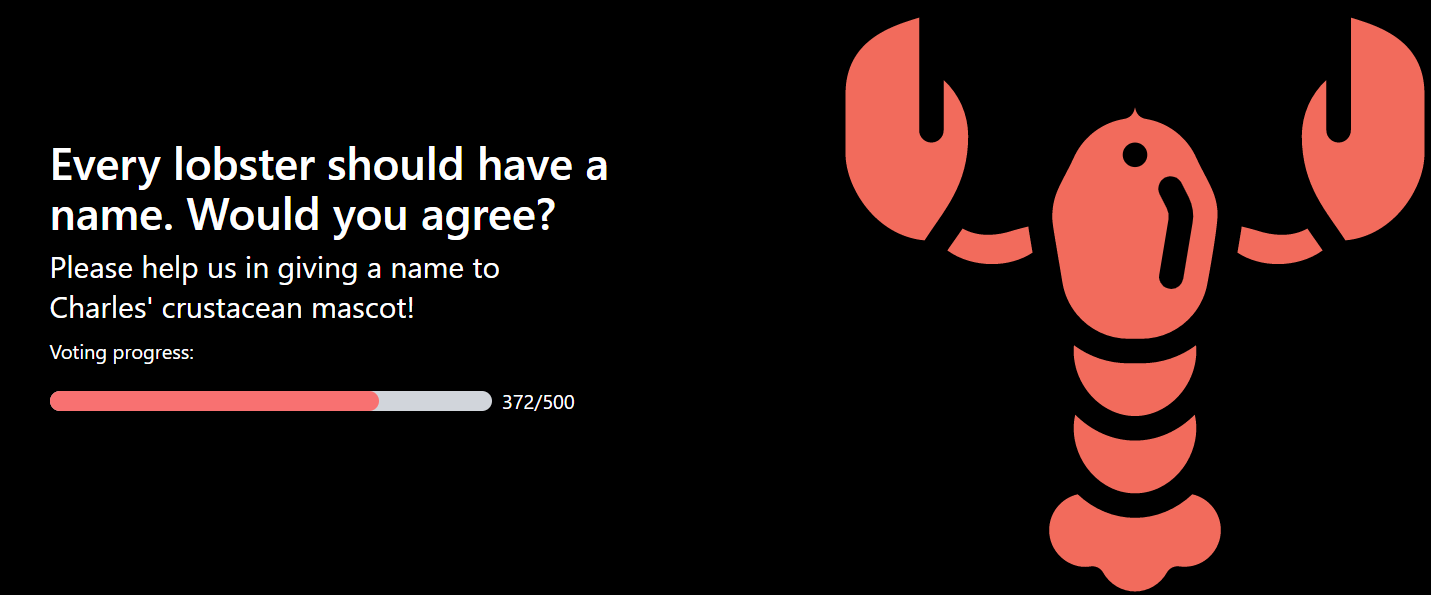 Every lobster should have a
name. Would you agree?
Please help us in giving a name to
Charles' crustacean mascot!
Voting progress:
372/500